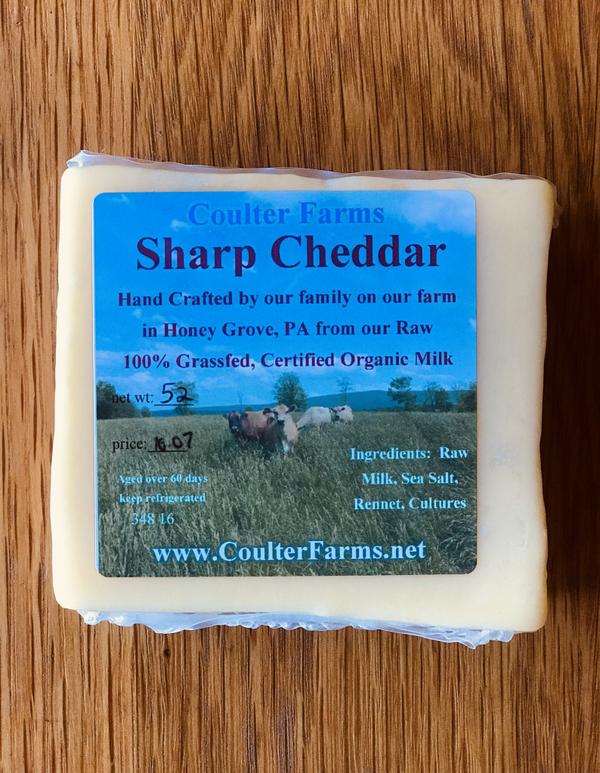 Coulter Farms
Sharp Cheddar
Hand Crafted by our family on our farm
in Honey Grove, PA from our Raw
100% Grassfed, Certified Organic Milk
net wt: 52
price:
Ingredients: Raw
Milk, Sea Salt,
Rennet, Cultures
Aged over 60 days
keep refrigerated
348 16
www.CoulterFarms.net